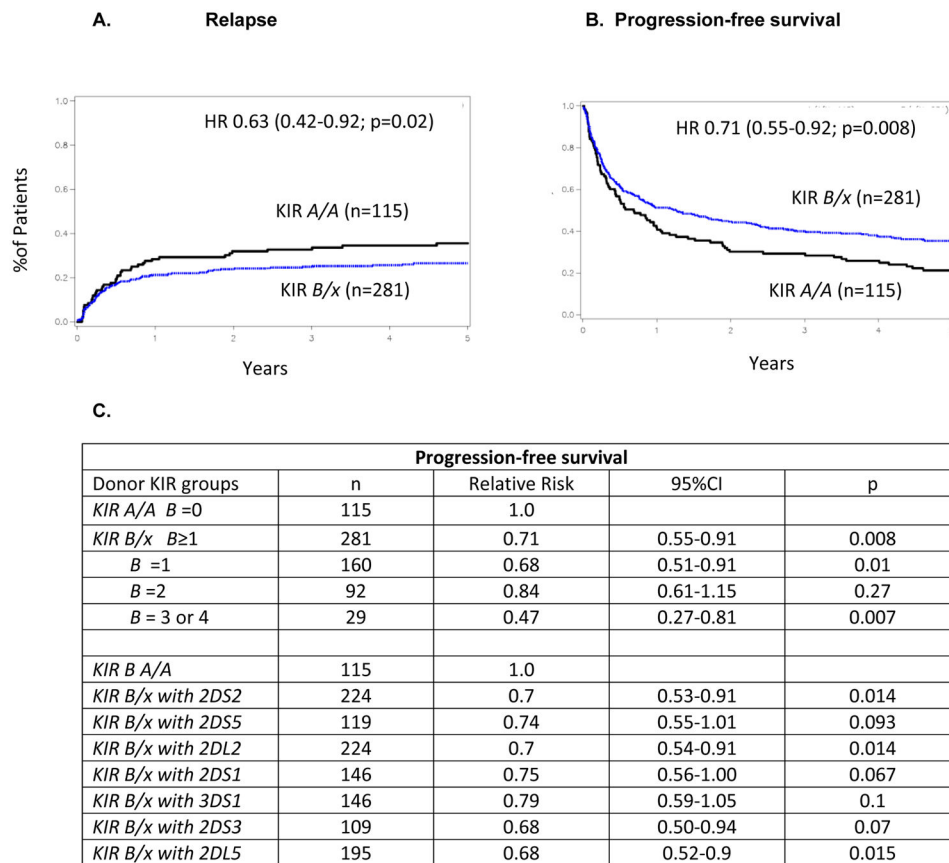 A. Relapse
B. Progression-free survival
%of Patients
1.0
0.8
0.6
0.4
0.2
0.0
HR 0.63 (0.42-0.92; p=0.02)
KIR A/A (n=115)
KIR B/x (n=281)
0 1 2 3 4 5
Years
1.0
0.8
0.6
0.4
0.2
0.0
HR 0.71 (0.55-0.92; p=0.008)
KIR B/x (n=281)
KIR A/A (n=115)
0 1 2 3 4
Years
C.
Progression-free survival
Donor KIR groups n Relative Risk 95%CI p
KIR A/A B =0 115 1.0
KIR B/x B≥1 281 0.71 0.55-0.91 0.008
B =1 160 0.68 0.51-0.91 0.01
B =2 92 0.84 0.61-1.15 0.27
B = 3 or 4 29 0.47 0.27-0.81 0.007
KIR B A/A 115 1.0
KIR B/x with 2DS2 224 0.7 0.53-0.91 0.014
KIR B/x with 2DS5 119 0.74 0.55-1.01 0.093
KIR B/x with 2DL2 224 0.7 0.54-0.91 0.014
KIR B/x with 2DS1 146 0.75 0.56-1.00 0.067
KIR B/x with 3DS1 146 0.79 0.59-1.05 0.1
KIR B/x with 2DS3 109 0.68 0.50-0.94 0.07
KIR B/x with 2DL5 195 0.68 0.52-0.9 0.015